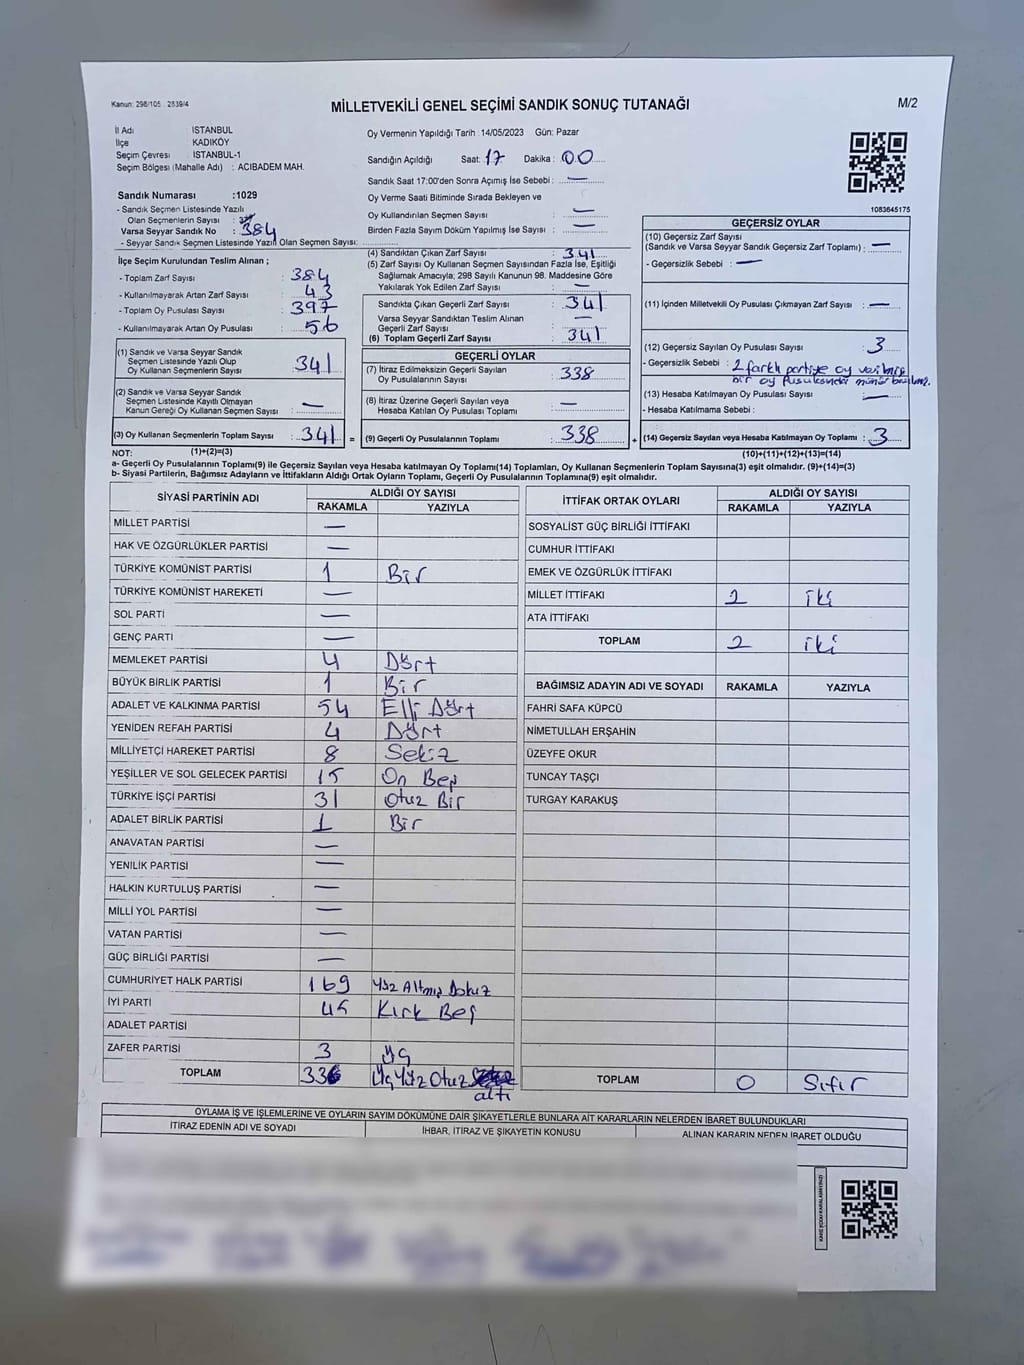 Kanun: 298/105 . 2839/4
MİLLETVEKİLİ GENEL SEÇİMİ SANDIK SONUÇ TUTANAĞI
M/2
İl Adı İSTANBUL
İlçe KADIKÖY
Seçim Çevresi İSTANBUL-1
Seçim Bölgesi (Mahalle Adı) : ACIBADEM MAH.
Sandık Numarası :1029
- Sandık Seçmen Listesinde Yazılı
Olan Seçmenlerin Sayısı :
Varsa Seyyar Sandık No : 384
- Seyyar Sandık Seçmen Listesinde Yazılı Olan Seçmen Sayısı:
Oy Vermenin Yapıldığı Tarih :14/05/2023 Gün: Pazar
Sandığın Açıldığı Saat: 17 Dakika : 00
Sandık Saat 17:00'den Sonra Açımış İse Sebebi : —
Oy Verme Saati Bitiminde Sırada Bekleyen ve
Oy Kullandırılan Seçmen Sayısı : —
Birden Fazla Sayım Döküm Yapılmış İse Sayısı : —
1083645175
İlçe Seçim Kurulundan Teslim Alınan ;
- Toplam Zarf Sayısı : 384
- Kullanılmayarak Artan Zarf Sayısı : 43
- Toplam Oy Pusulası Sayısı : 397
- Kullanılmayarak Artan Oy Pusulası : 56
(4) Sandıktan Çıkan Zarf Sayısı : 341
(5) Zarf Sayısı Oy Kullanan Seçmen Sayısından Fazla İse, Eşitliği
Sağlamak Amacıyla; 298 Sayılı Kanunun 98. Maddesine Göre
Yakılarak Yok Edilen Zarf Sayısı : —
Sandıkta Çıkan Geçerli Zarf Sayısı : 341
Varsa Seyyar Sandıktan Teslim Alınan
Geçerli Zarf Sayısı : —
(6) Toplam Geçerli Zarf Sayısı : 341
GEÇERSİZ OYLAR
(10) Geçersiz Zarf Sayısı
(Sandık ve Varsa Seyyar Sandık Geçersiz Zarf Toplamı) : —
- Geçersizlik Sebebi : —
(11) İçinden Milletvekili Oy Pusulası Çıkmayan Zarf Sayısı : —
(12) Geçersiz Sayılan Oy Pusulası Sayısı : 3
- Geçersizlik Sebebi : 2 farklı partiye oy verilmiş
bir oy pusulasında mühür
(13) Hesaba Katılmayan Oy Pusulası Sayısı : —
- Hesaba Katılmama Sebebi :
(14) Geçersiz Sayılan veya Hesaba Katılmayan Oy Toplamı : 3
(10)+(11)+(12)+(13)=(14)
(1) Sandık ve Varsa Seyyar Sandık
Seçmen Listesinde Yazılı Olup
Oy Kullanan Seçmenlerin Sayısı : 341
(2) Sandık ve Varsa Seyyar Sandık
Seçmen Listesinde Kayıtlı Olmayan
Kanun Gereği Oy Kullanan Seçmen Sayısı : —
(3) Oy Kullanan Seçmenlerin Toplam Sayısı : 341 =
GEÇERLİ OYLAR
(7) İtiraz Edilmeksizin Geçerli Sayılan
Oy Pusulalarının Sayısı : 338
(8) İtiraz Üzerine Geçerli Sayılan veya
Hesaba Katılan Oy Pusulası Toplamı : —
(9) Geçerli Oy Pusulalarının Toplamı : 338 +
NOT: (1)+(2)=(3)
a- Geçerli Oy Pusulalarının Toplamı(9) ile Geçersiz Sayılan veya Hesaba katılmayan Oy Toplamı(14) Toplamları, Oy Kullanan Seçmenlerin Toplam Sayısına(3) eşit olmalıdır. (9)+(14)=(3)
b- Siyasi Partilerin, Bağımsız Adayların ve İttifakların Aldığı Ortak Oyların Toplamı, Geçerli Oy Pusulalarının Toplamına(9) eşit olmalıdır.
SİYASİ PARTİNİN ADI ALDIĞI OY SAYISI
RAKAMLA YAZIYLA
MİLLET PARTİSİ —
HAK VE ÖZGÜRLÜKLER PARTİSİ —
TÜRKİYE KOMÜNİST PARTİSİ 1 Bir
TÜRKİYE KOMÜNİST HAREKETİ —
SOL PARTİ —
GENÇ PARTİ —
MEMLEKET PARTİSİ 4 Dört
BÜYÜK BİRLİK PARTİSİ 1 Bir
ADALET VE KALKINMA PARTİSİ 54 Elli Dört
YENİDEN REFAH PARTİSİ 4 Dört
MİLLİYETÇİ HAREKET PARTİSİ 8 Sekiz
YEŞİLLER VE SOL GELECEK PARTİSİ 15 On Beş
TÜRKİYE İŞÇİ PARTİSİ 31 Otuz Bir
ADALET BİRLİK PARTİSİ 1 Bir
ANAVATAN PARTİSİ —
YENİLİK PARTİSİ —
HALKIN KURTULUŞ PARTİSİ —
MİLLİ YOL PARTİSİ —
VATAN PARTİSİ —
GÜÇ BİRLİĞİ PARTİSİ —
CUMHURİYET HALK PARTİSİ 169 Yüz Altmış Dokuz
İYİ PARTİ 45 Kırk Beş
ADALET PARTİSİ
ZAFER PARTİSİ 3 Üç
TOPLAM 336 Üç Yüz Otuz
altı
İTTİFAK ORTAK OYLARI ALDIĞI OY SAYISI
RAKAMLA YAZIYLA
SOSYALİST GÜÇ BİRLİĞİ İTTİFAKI
CUMHUR İTTİFAKI
EMEK VE ÖZGÜRLÜK İTTİFAKI
MİLLET İTTİFAKI 2 iki
ATA İTTİFAKI
TOPLAM 2 iki
BAĞIMSIZ ADAYIN ADI VE SOYADI RAKAMLA YAZIYLA
FAHRİ SAFA KÜPCÜ
NİMETULLAH ERŞAHİN
ÜZEYFE OKUR
TUNCAY TAŞÇI
TURGAY KARAKUŞ
TOPLAM 0 Sıfır
OYLAMA İŞ VE İŞLEMLERİNE VE OYLARIN SAYIM DÖKÜMÜNE DAİR ŞİKAYETLERLE BUNLARA AİT KARARLARIN NELERDEN İBARET BULUNDUKLARI
İTİRAZ EDENİN ADI VE SOYADI İHBAR, İTİRAZ VE ŞİKAYETİN KONUSU ALINAN KARARIN NEDEN İBARET OLDUĞU